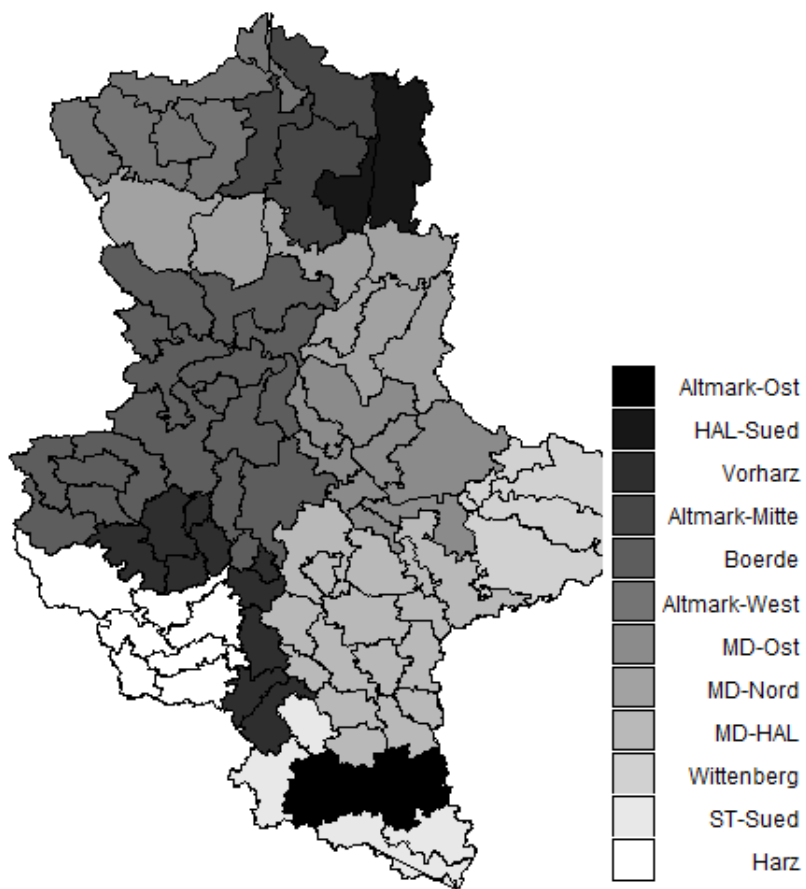 Altmark-Ost
HAL-Sued
Vorharz
Altmark-Mitte
Boerde
Altmark-West
MD-Ost
MD-Nord
MD-HAL
Wittenberg
ST-Sued
Harz